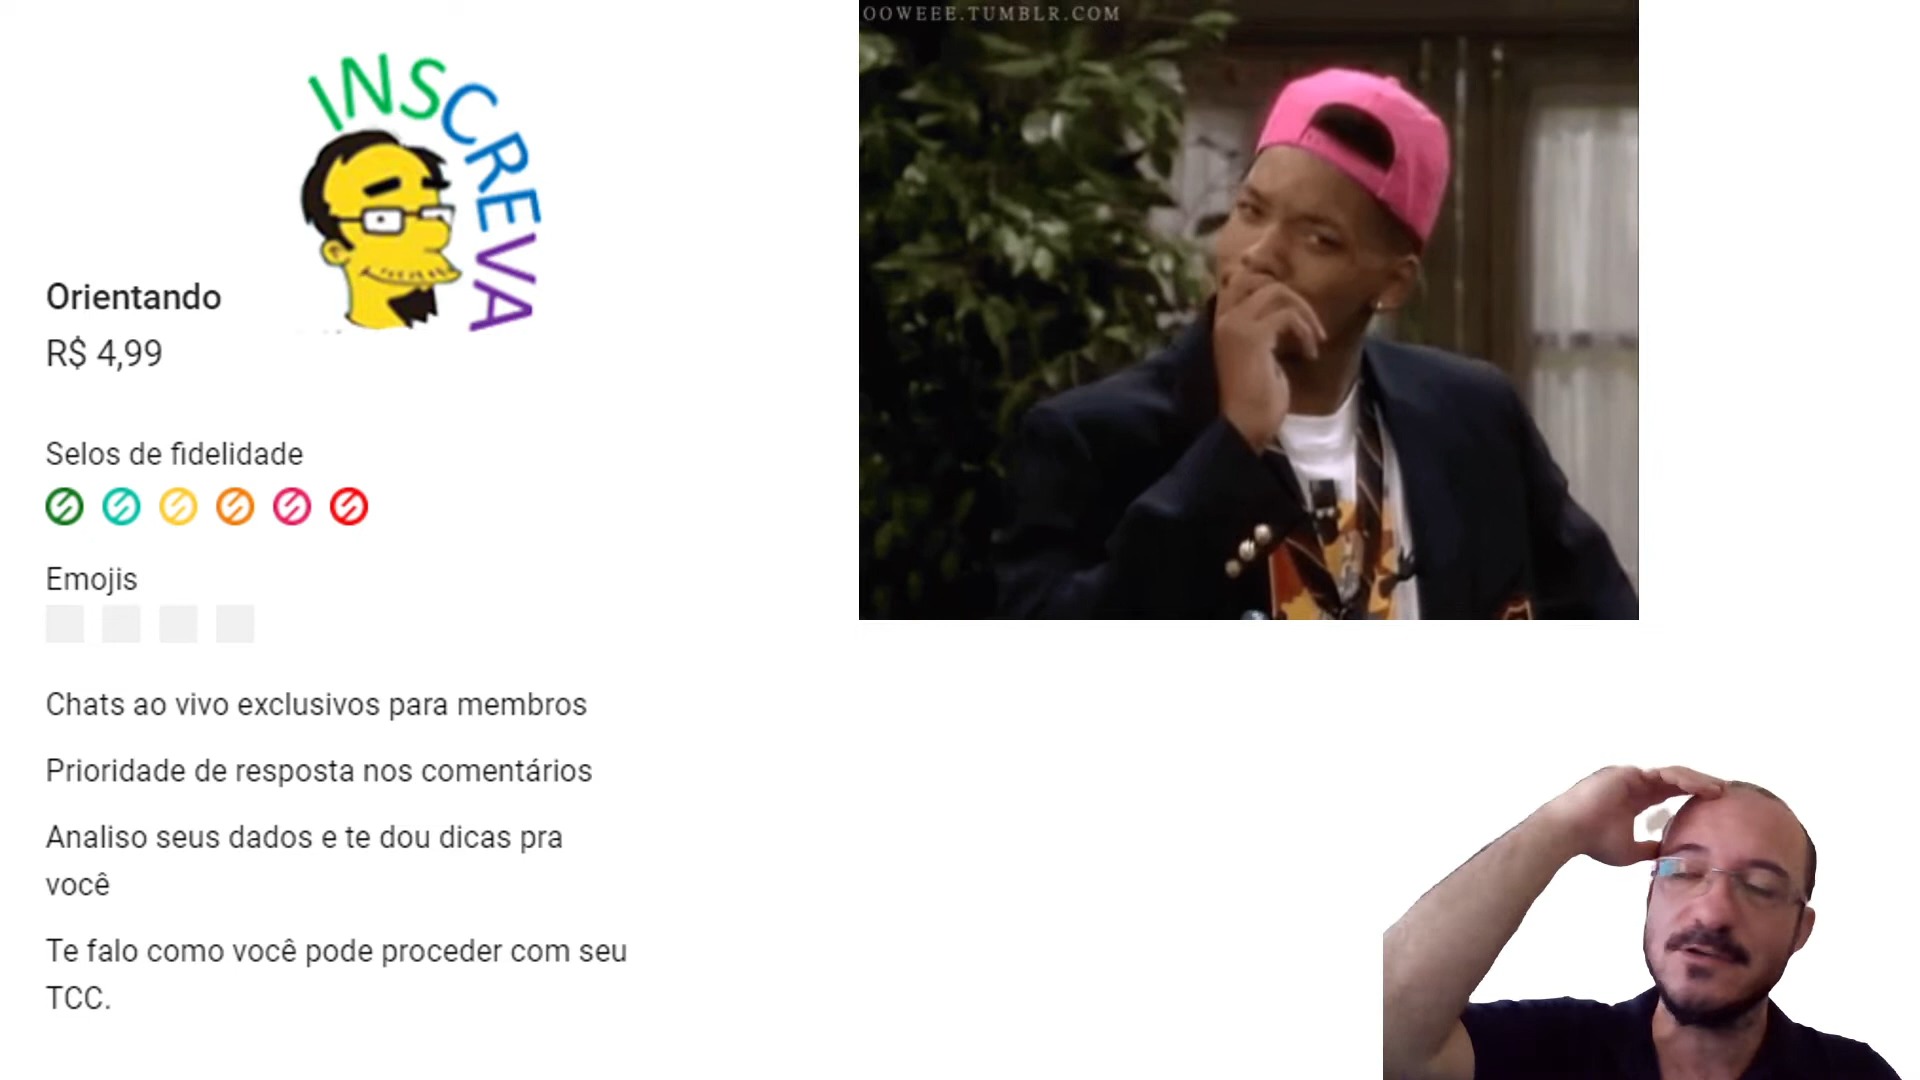 OOWEEE.TUMBLR.COM
INSCREVA
Orientando
R$ 4,99
Selos de fidelidade
Emojis
Chats ao vivo exclusivos para membros
Prioridade de resposta nos comentários
Analiso seus dados e te dou dicas pra
você
Te falo como você pode proceder com seu
TCC.